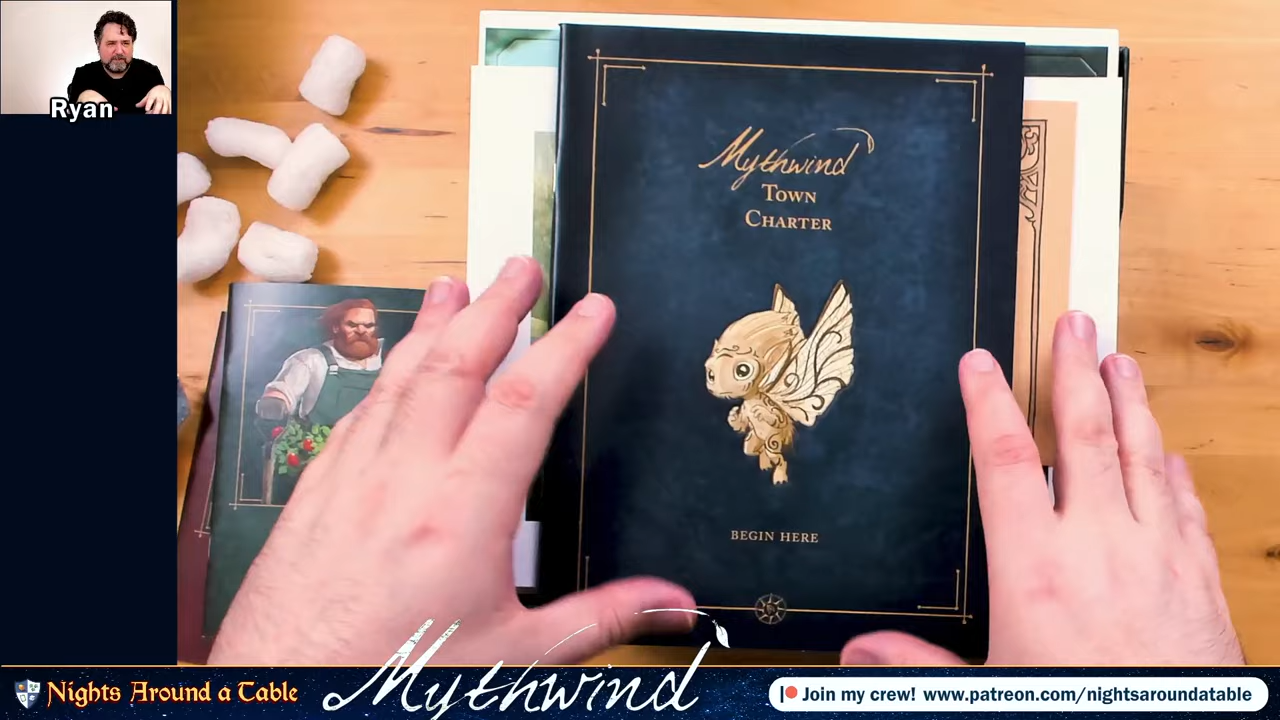 Ryan
Mythwind
TOWN
CHARTER
BEGIN HERE
Nights Around a Table
Mythwind
Join my crew! www.patreon.com/nightsaroundatable